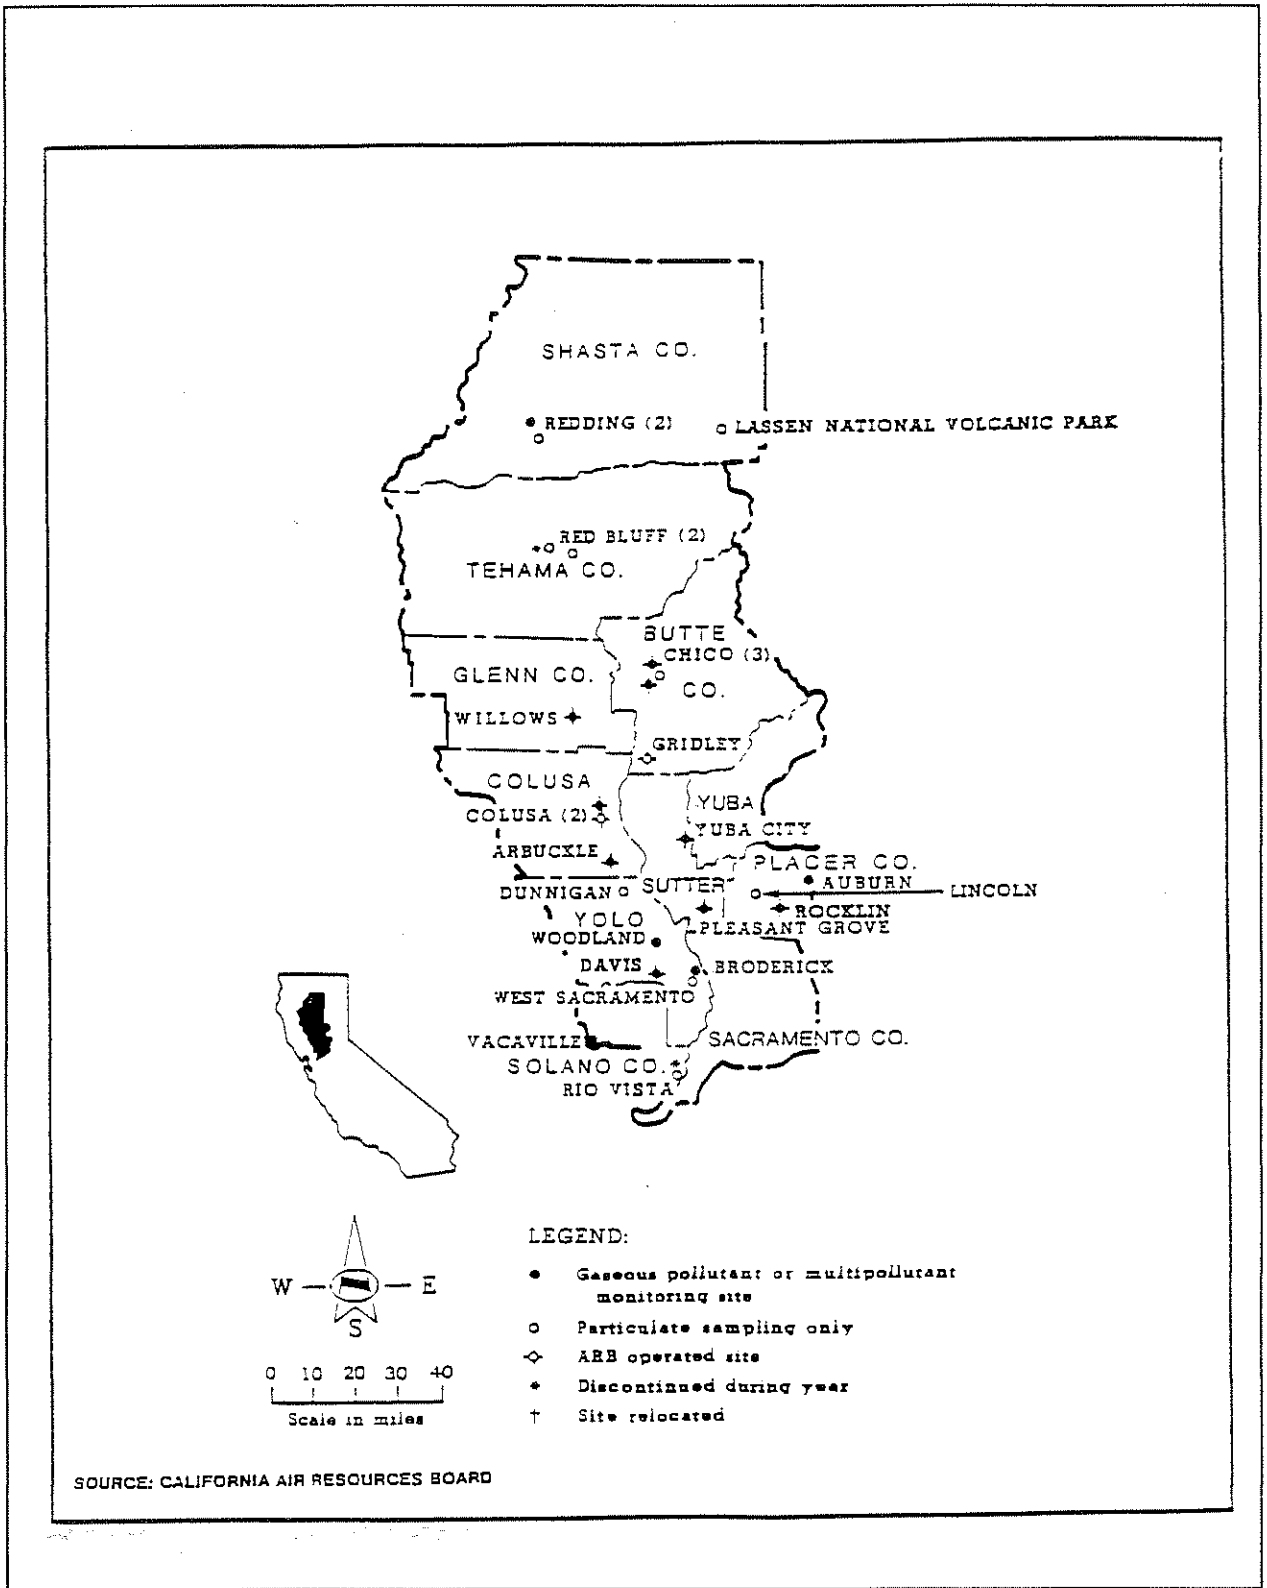 SHASTA CO.
REDDING (2)
LASSEN NATIONAL VOLCANIC PARK
RED BLUFF (2)
TEHAMA CO.
BUTTE
CHICO (3)
GLENN CO.
CO.
WILLOWS
GRIDLEY
COLUSA
YUBA
COLUSA (2)
YUBA CITY
ARBUCKLE
PLACER CO.
DUNNIGAN
SUTTER
AUBURN
LINCOLN
YOLO
ROCKLIN
PLEASANT GROVE
WOODLAND
DAVIS
BRODERICK
WEST SACRAMENTO
VACAVILLE
SACRAMENTO CO.
SOLANO CO.
RIO VISTA
W
E
S
0 10 20 30 40
Scale in miles
LEGEND:
Gaseous pollutant or multipollutant
monitoring site
Particulate sampling only
ARB operated site
* Discontinued during year
† Site relocated
SOURCE: CALIFORNIA AIR RESOURCES BOARD